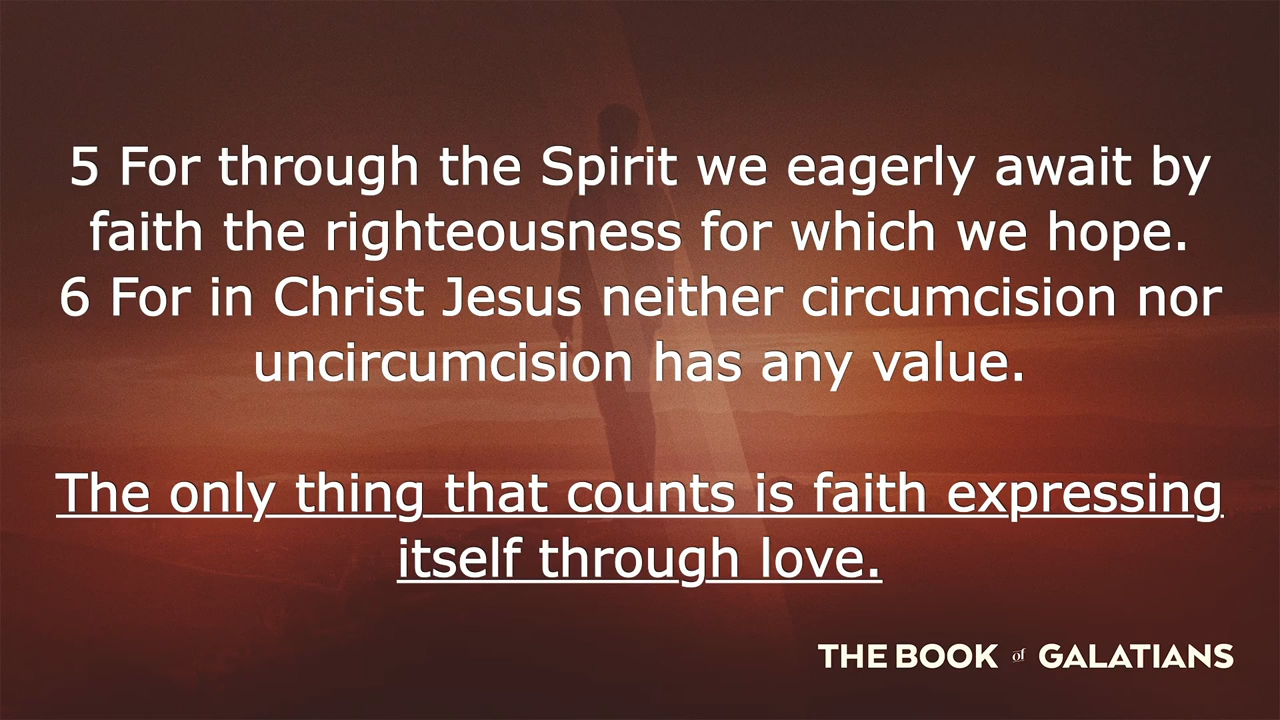 5 For through the Spirit we eagerly await by
faith the righteousness for which we hope.
6 For in Christ Jesus neither circumcision nor
uncircumcision has any value.
The only thing that counts is faith expressing
itself through love.
THE BOOK of GALATIANS